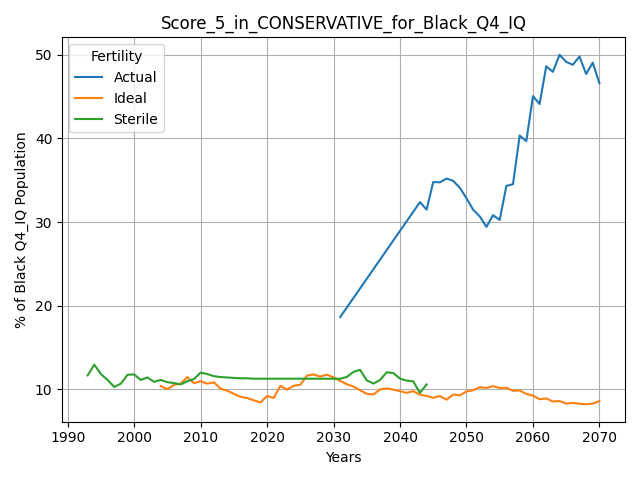 Score_5_in_CONSERVATIVE_for_Black_Q4_IQ
Fertility
Actual
Ideal
Sterile
% of Black Q4_IQ Population
50
40
30
20
10
1990 2000 2010 2020 2030 2040 2050 2060 2070
Years